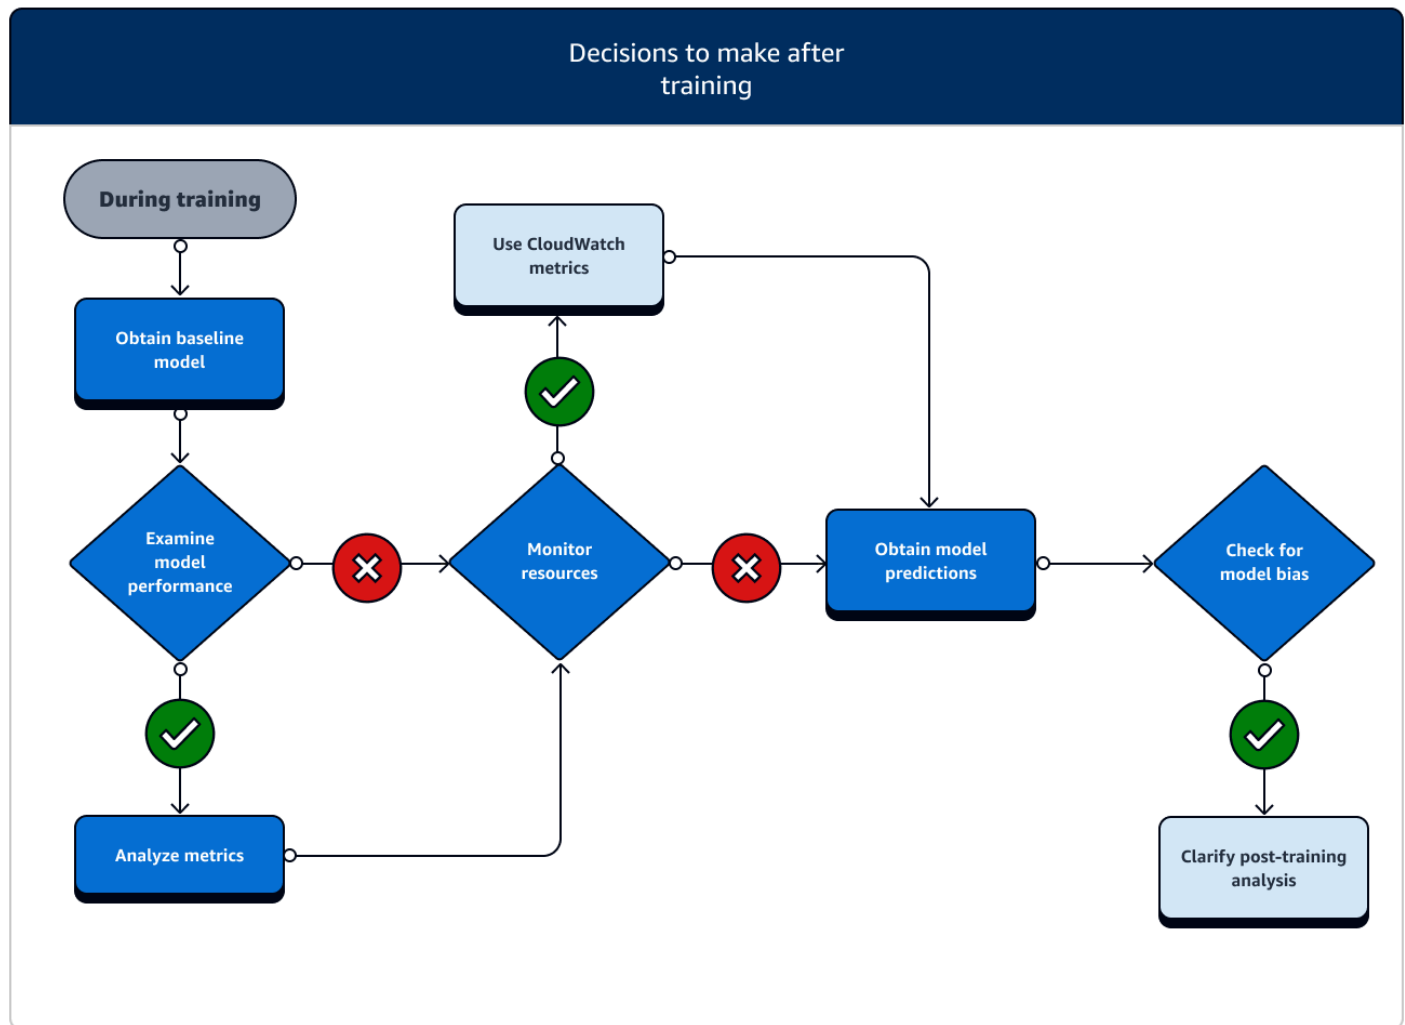 Decisions to make after
training
During training
Obtain baseline
model
Examine
model
performance
Analyze metrics
Use CloudWatch
metrics
Monitor
resources
Obtain model
predictions
Check for
model bias
Clarify post-training
analysis